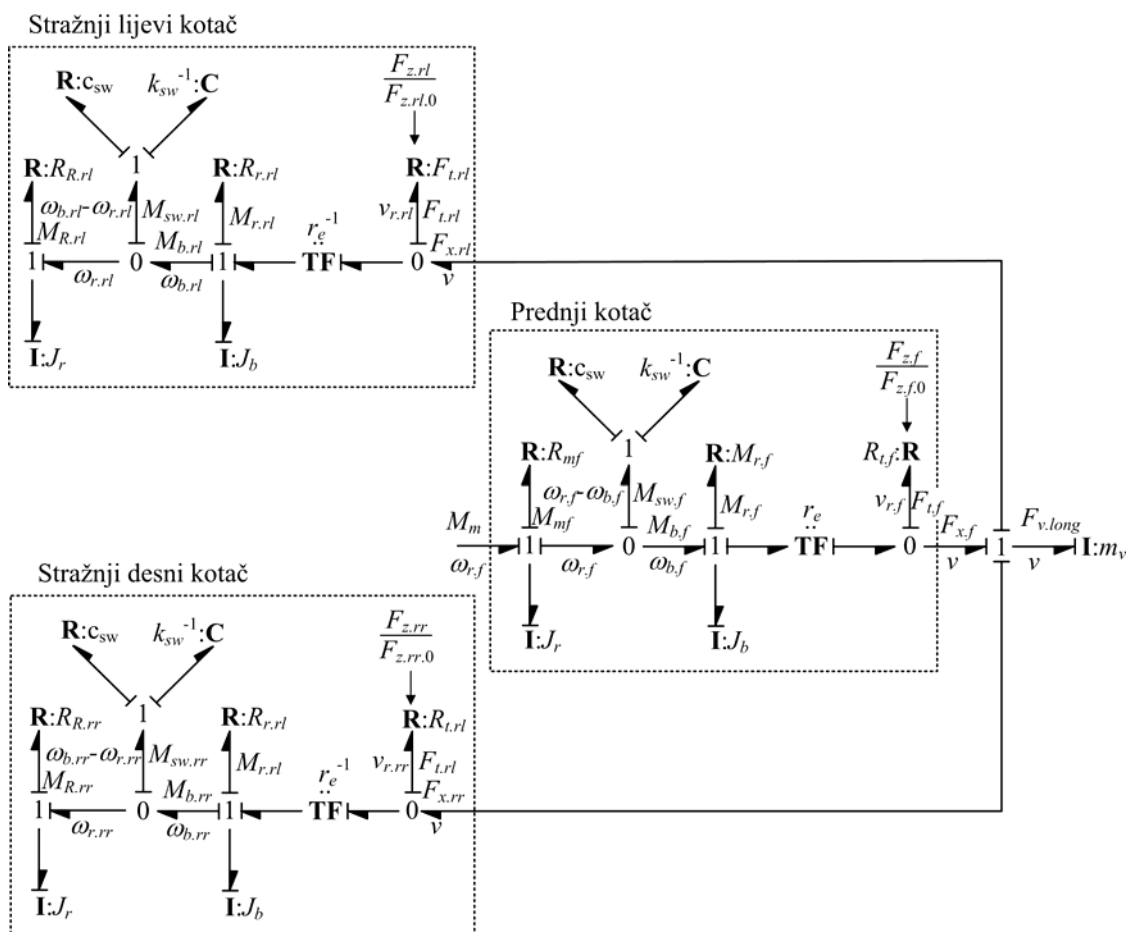 Stražnji lijevi kotač
R:c_sw k_sw^-1:C
F_z.rl
F_z.rl.0
R:R_R.rl 1 R:R_r.rl R:F_t.rl
ω_b.rl-ω_r.rl M_sw.rl M_r.rl v_r.rl F_t.rl
M_R.rl M_b.rl r_e^-1 F_x.rl
1 0 1 TF 0
ω_r.rl ω_b.rl v
I:J_r I:J_b
Prednji kotač
R:c_sw k_sw^-1:C
F_z.f
F_z.f.0
R:R_mf 1 R:M_r.f R_t.f:R
ω_r.f-ω_b.f M_sw.f M_r.f v_r.f F_t.f
M_m M_mf M_b.f r_e F_x.f F_v.long
1 0 1 TF 0 1 I:m_v
ω_r.f ω_r.f ω_b.f v v
I:J_r I:J_b
Stražnji desni kotač
R:c_sw k_sw^-1:C
F_z.rr
F_z.rr.0
R:R_R.rr 1 R:R_r.rl R:R_t.rl
ω_b.rr-ω_r.rr M_sw.rr M_r.rl v_r.rr F_t.rl
M_R.rr M_b.rr r_e^-1 F_x.rr
1 0 1 TF 0
ω_r.rr ω_b.rr v
I:J_r I:J_b